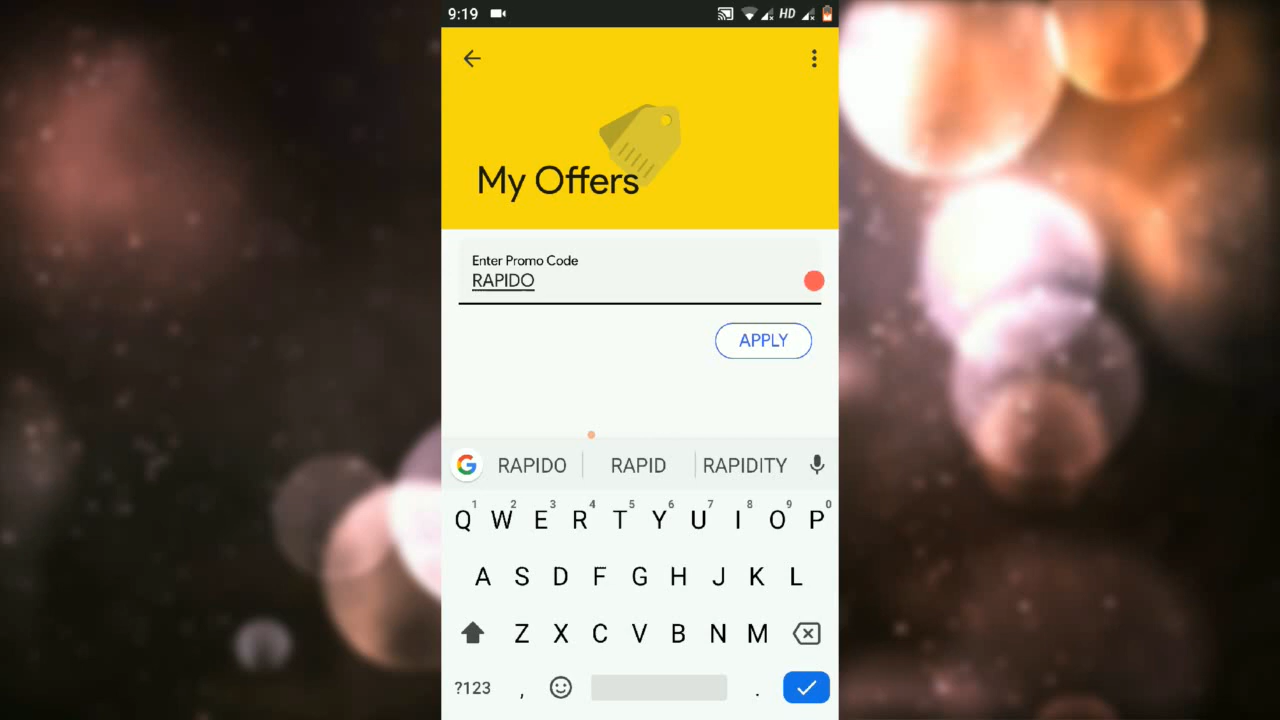 9:19 HD
My Offers
Enter Promo Code
RAPIDO
APPLY
G RAPIDO RAPID RAPIDITY
1 2 3 4 5 6 7 8 9 0
Q W E R T Y U I O P
A S D F G H J K L
Z X C V B N M
?123 , .